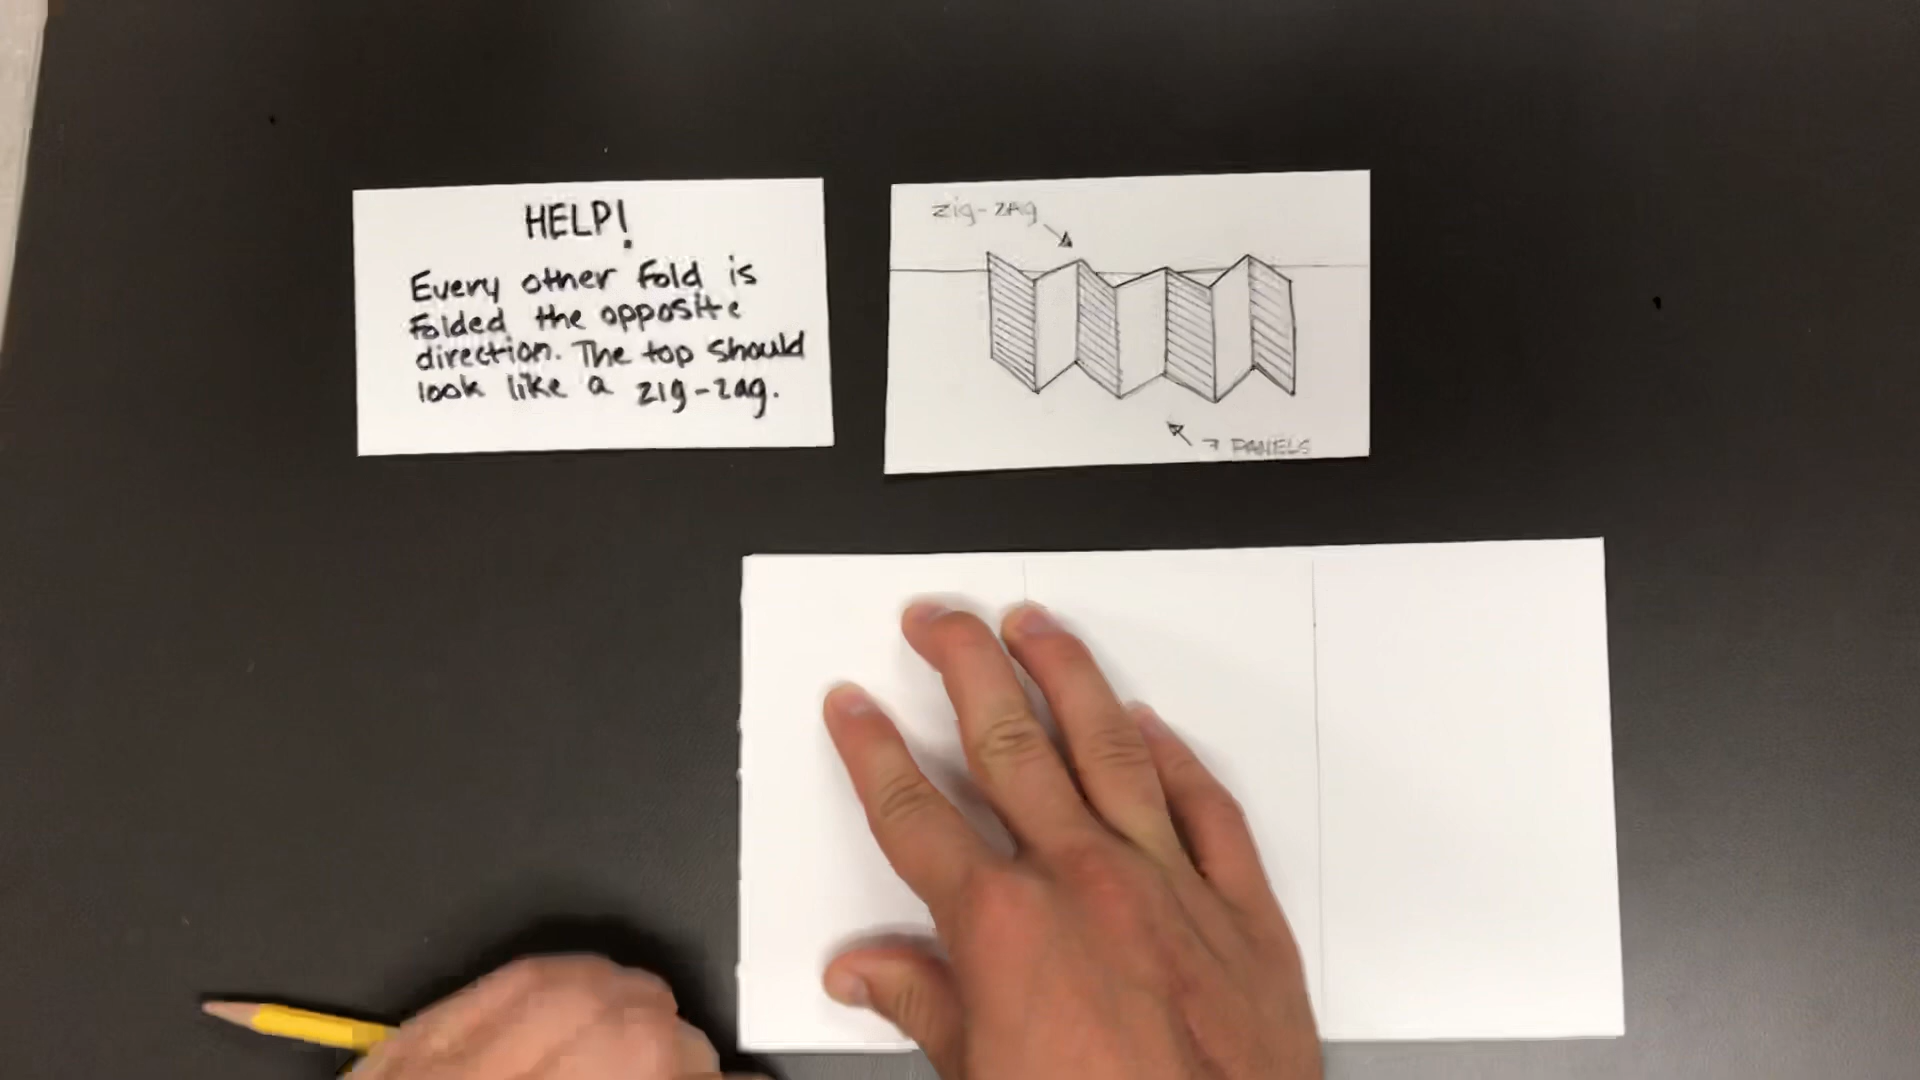 HELP!
Every other fold is
folded the opposite
direction. The top should
look like a zig-zag.
zig-zag
7 PANELS